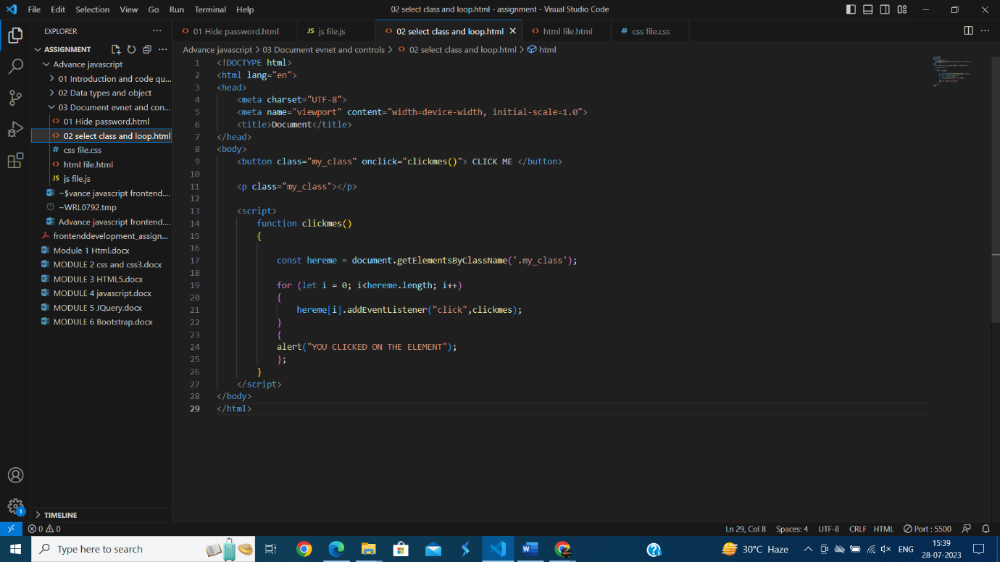 File Edit Selection View Go Run Terminal Help
02 select class and loop.html - assignment - Visual Studio Code
EXPLORER
ASSIGNMENT
Advance javascript
01 Introduction and code qu...
02 Data types and object
03 Document evnet and con...
01 Hide password.html
02 select class and loop.html
# css file.css
html file.html
JS js file.js
~$vance javascript frontend....
~WRL0792.tmp
Advance javascript frontend....
frontenddevelopment_assign...
Module 1 Html.docx
MODULE 2 css and css3.docx
MODULE 3 HTML5.docx
MODULE 4 javascript.docx
MODULE 5 JQuery.docx
MODULE 6 Bootstrap.docx
TIMELINE
01 Hide password.html JS js file.js 02 select class and loop.html html file.html # css file.css
Advance javascript > 03 Document evnet and controls > 02 select class and loop.html > html
1 <!DOCTYPE html>
2 <html lang="en">
3 <head>
4 <meta charset="UTF-8">
5 <meta name="viewport" content="width=device-width, initial-scale=1.0">
6 <title>Document</title>
7 </head>
8 <body>
9 <button class="my_class" onclick="clickmes()"> CLICK ME </button>
10
11 <p class="my_class"></p>
12
13 <script>
14 function clickmes()
15 {
16
17 const hereme = document.getElementsByClassName('.my_class');
18
19 for (let i = 0; i<hereme.length; i++)
20 {
21 hereme[i].addEventListener("click",clickmes);
22 }
23 {
24 alert("YOU CLICKED ON THE ELEMENT");
25 };
26 }
27 </script>
28 </body>
29 </html>
0 0
Ln 29, Col 8 Spaces: 4 UTF-8 CRLF HTML Port : 5500
1
Type here to search
30°C Haze
ENG
15:39
28-07-2023